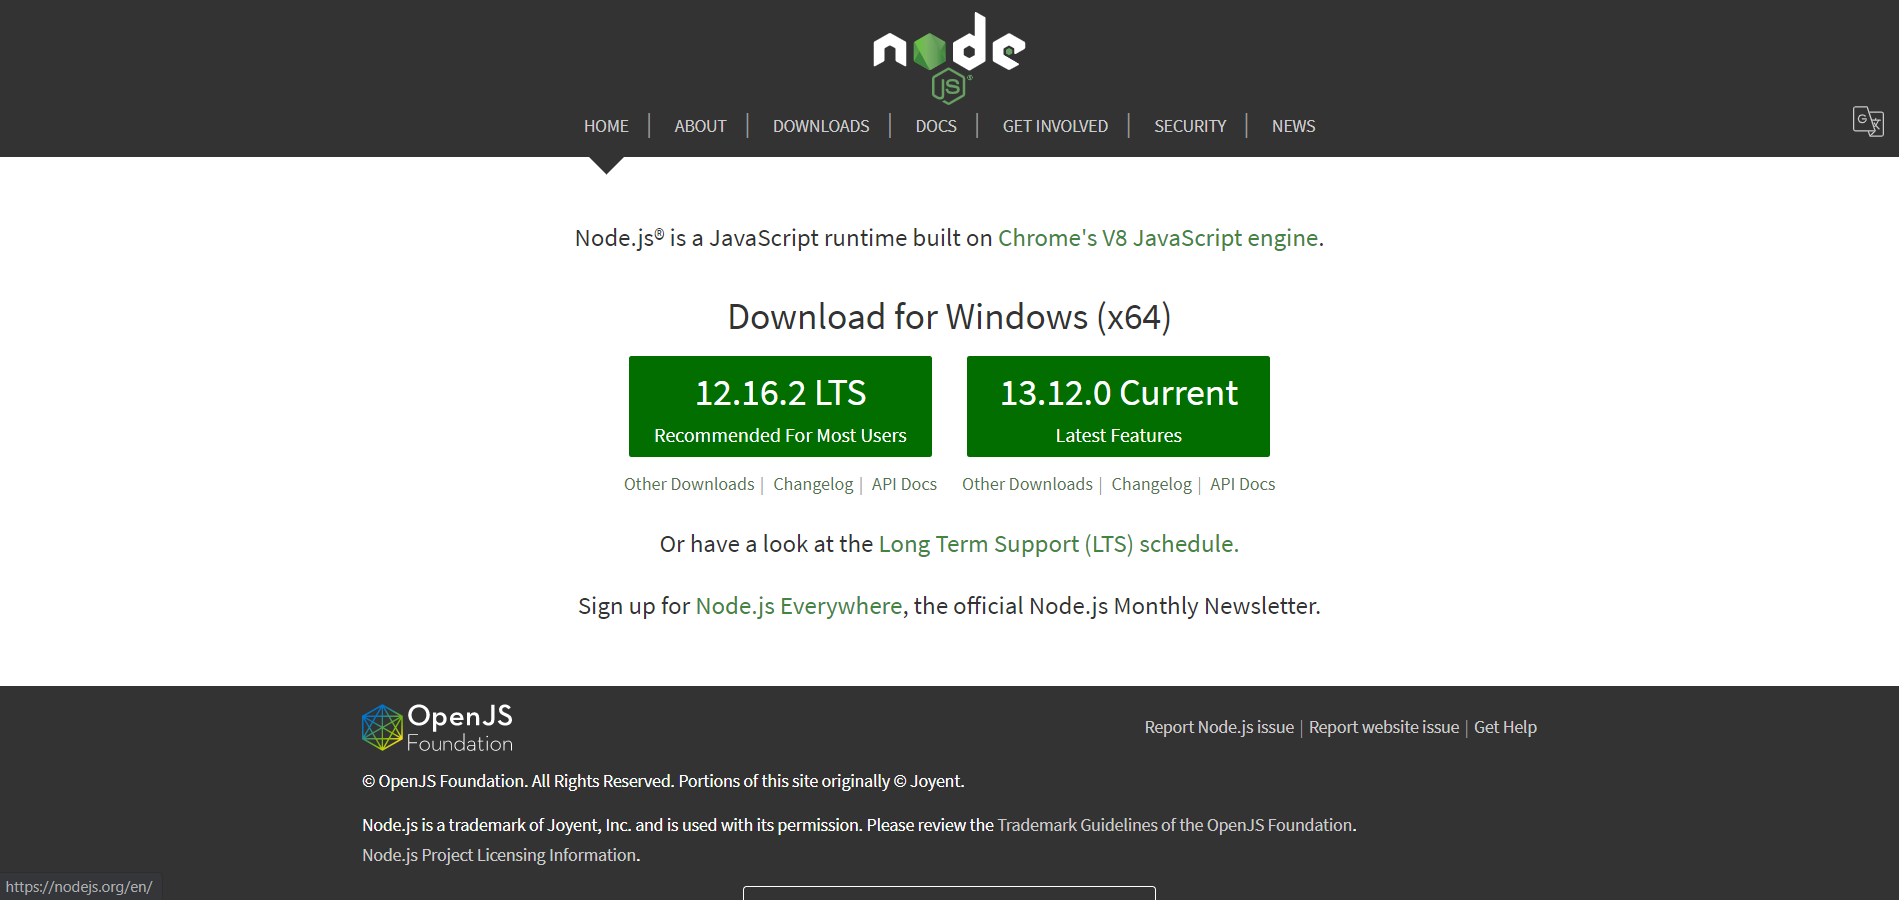 node
JS®
HOME | ABOUT | DOWNLOADS | DOCS | GET INVOLVED | SECURITY | NEWS
G文
Node.js® is a JavaScript runtime built on Chrome's V8 JavaScript engine.
Download for Windows (x64)
12.16.2 LTS
Recommended For Most Users
13.12.0 Current
Latest Features
Other Downloads | Changelog | API Docs
Other Downloads | Changelog | API Docs
Or have a look at the Long Term Support (LTS) schedule.
Sign up for Node.js Everywhere, the official Node.js Monthly Newsletter.
OpenJS
Foundation
Report Node.js issue | Report website issue | Get Help
© OpenJS Foundation. All Rights Reserved. Portions of this site originally © Joyent.
Node.js is a trademark of Joyent, Inc. and is used with its permission. Please review the Trademark Guidelines of the OpenJS Foundation.
Node.js Project Licensing Information.
https://nodejs.org/en/